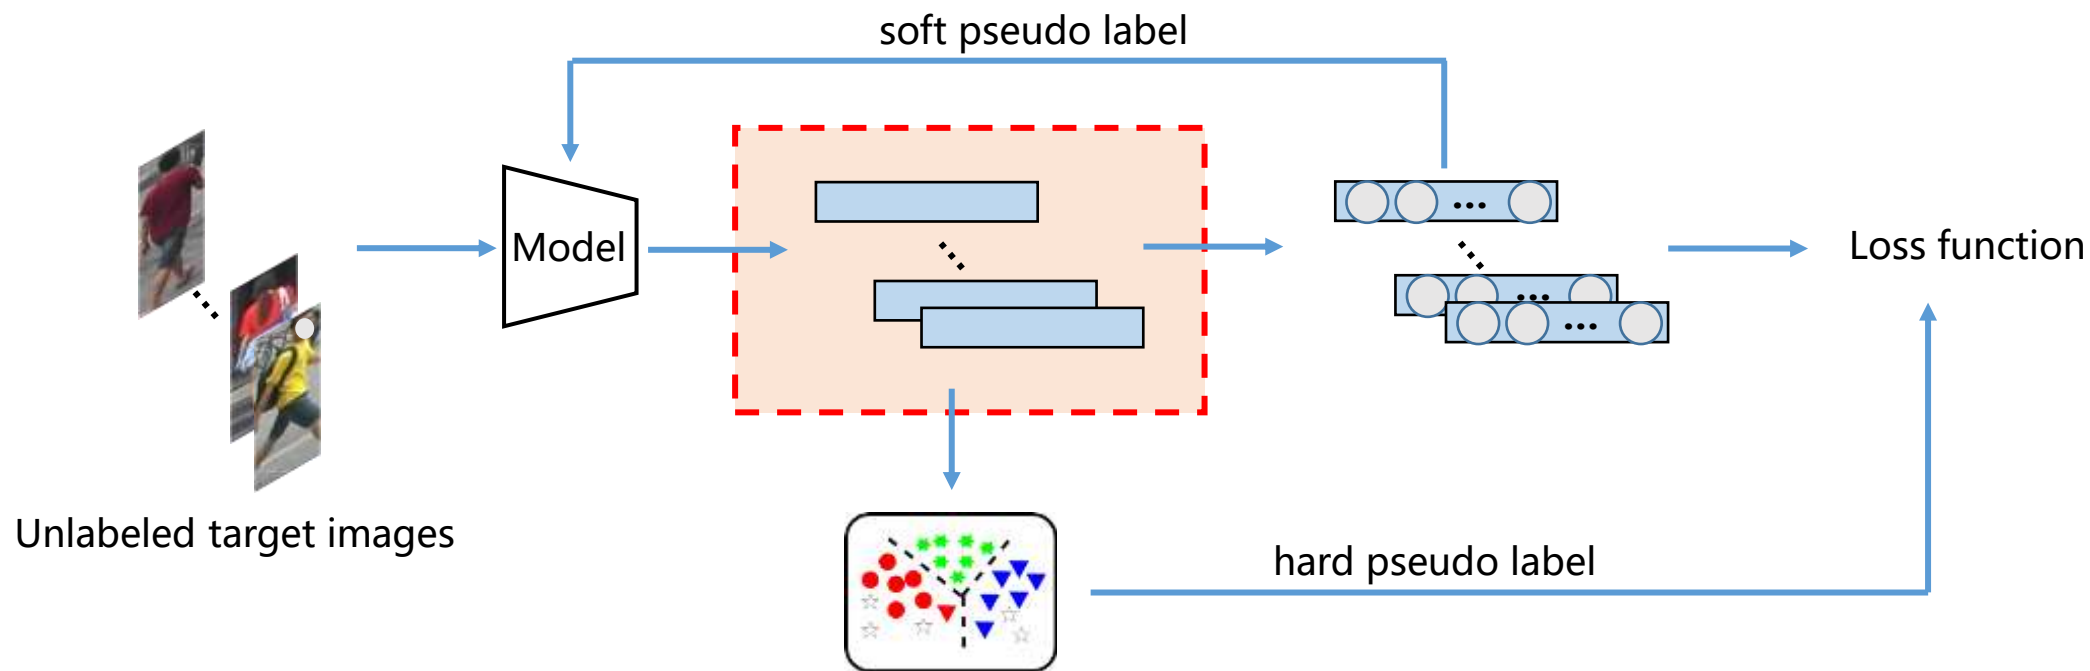 soft pseudo label
Model
Loss function
Unlabeled target images
hard pseudo label